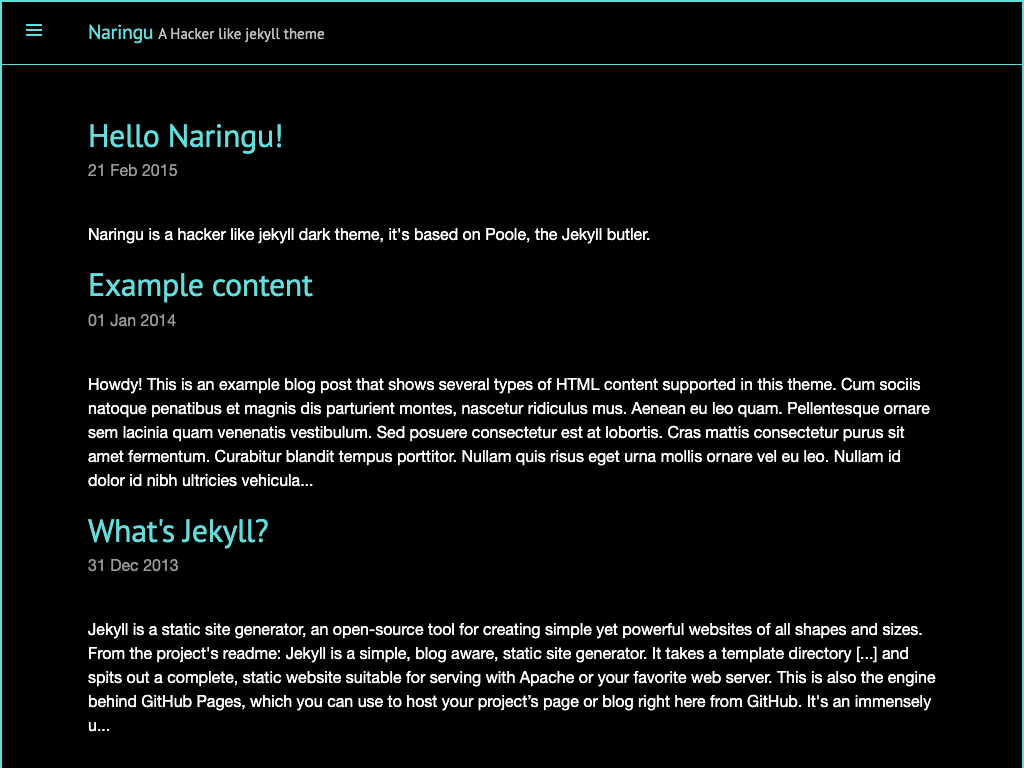 Naringu A Hacker like jekyll theme
Hello Naringu!
21 Feb 2015
Naringu is a hacker like jekyll dark theme, it's based on Poole, the Jekyll butler.
Example content
01 Jan 2014
Howdy! This is an example blog post that shows several types of HTML content supported in this theme. Cum sociis
natoque penatibus et magnis dis parturient montes, nascetur ridiculus mus. Aenean eu leo quam. Pellentesque ornare
sem lacinia quam venenatis vestibulum. Sed posuere consectetur est at lobortis. Cras mattis consectetur purus sit
amet fermentum. Curabitur blandit tempus porttitor. Nullam quis risus eget urna mollis ornare vel eu leo. Nullam id
dolor id nibh ultricies vehicula...
What's Jekyll?
31 Dec 2013
Jekyll is a static site generator, an open-source tool for creating simple yet powerful websites of all shapes and sizes.
From the project's readme: Jekyll is a simple, blog aware, static site generator. It takes a template directory [...] and
spits out a complete, static website suitable for serving with Apache or your favorite web server. This is also the engine
behind GitHub Pages, which you can use to host your project’s page or blog right here from GitHub. It's an immensely
u...